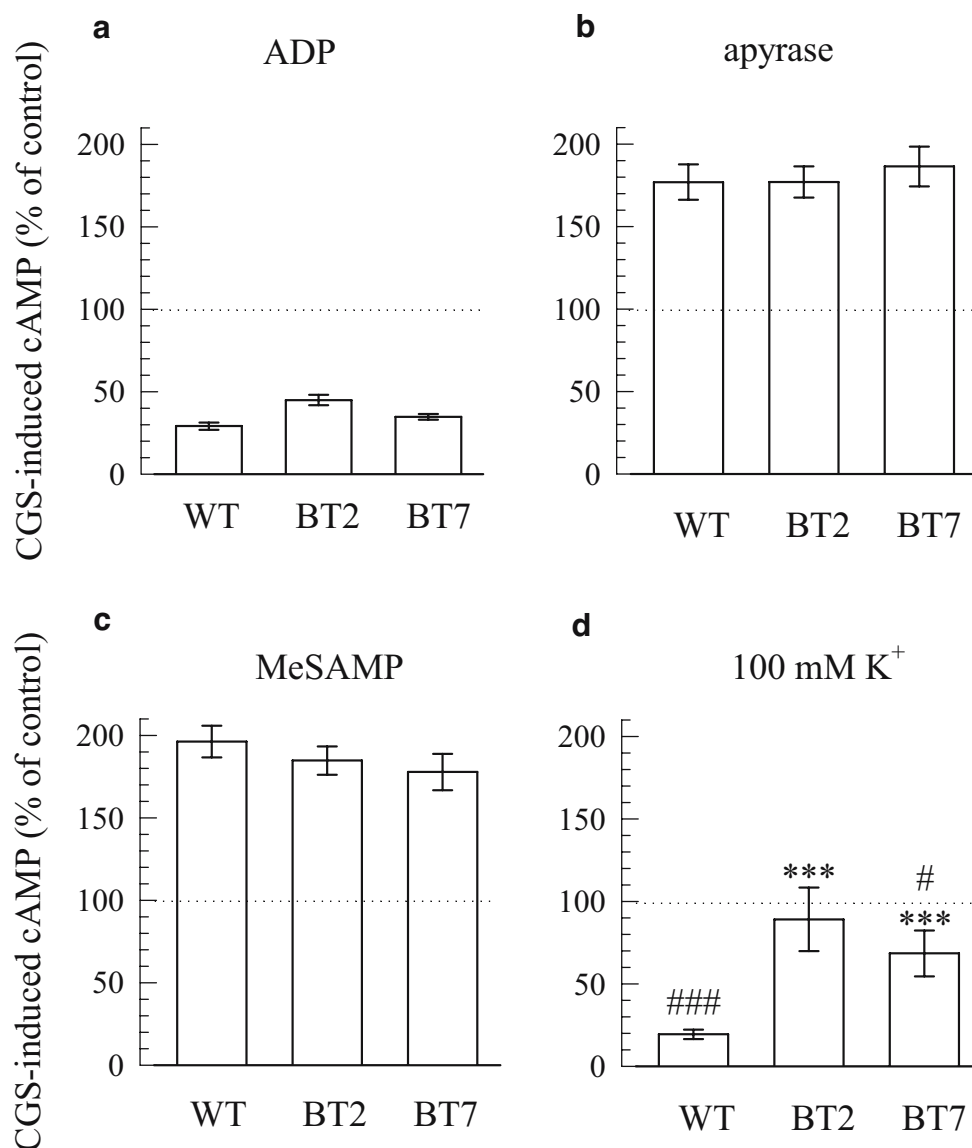 a
ADP
b
apyrase
CGS-induced cAMP (% of control)
200
150
100
50
0
WT BT2 BT7
200
150
100
50
0
WT BT2 BT7
c
MeSAMP
d
100 mM K⁺
CGS-induced cAMP (% of control)
200
150
100
50
0
WT BT2 BT7
200
150
100
50
0
***
#
***
###
WT BT2 BT7